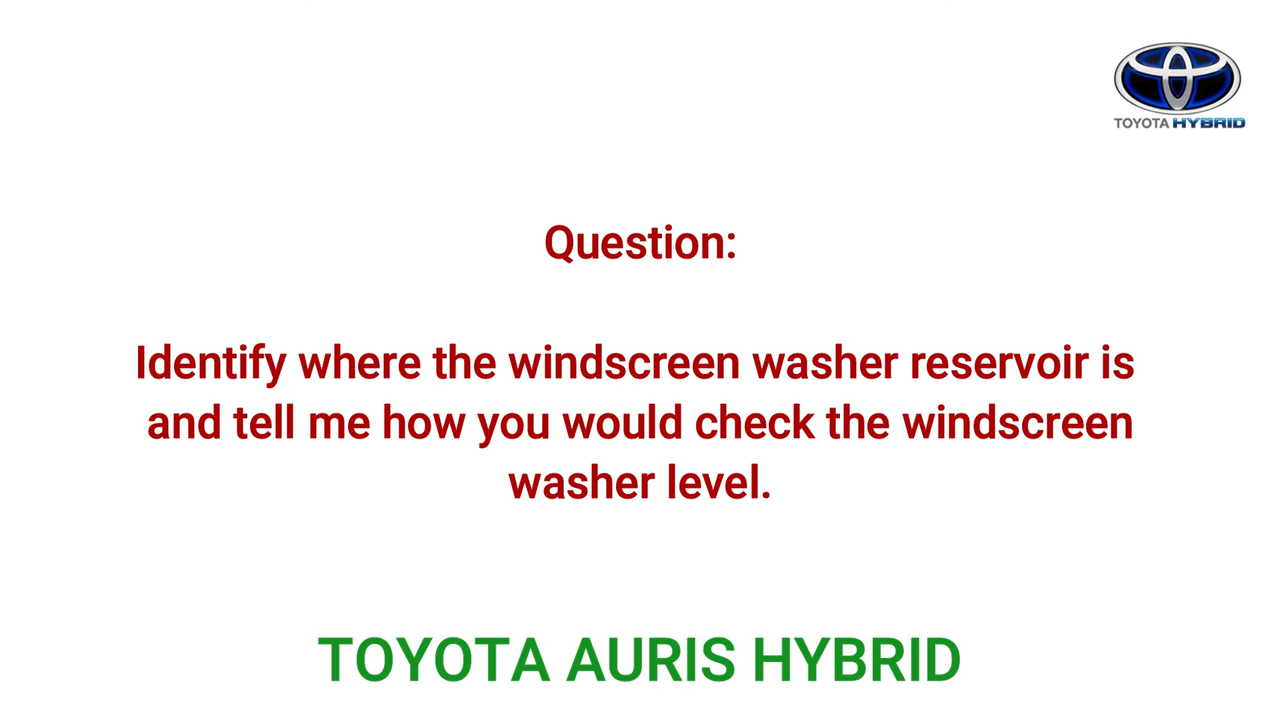 TOYOTA HYBRID
Question:
Identify where the windscreen washer reservoir is
and tell me how you would check the windscreen
washer level.
TOYOTA AURIS HYBRID